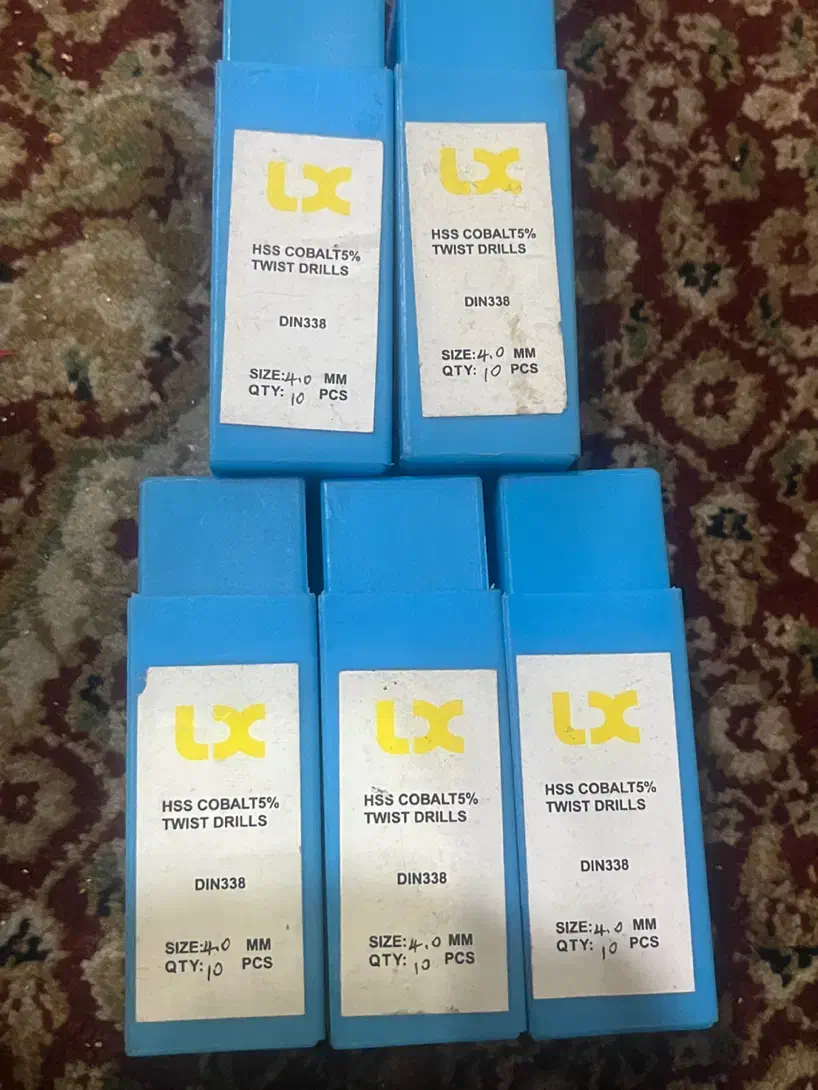 LX
HSS COBALT5%
TWIST DRILLS
DIN338
SIZE:4.0 MM
QTY: 10 PCS
LX
HSS COBALT5%
TWIST DRILLS
DIN338
SIZE:4.0 MM
QTY: 10 PCS
LX
HSS COBALT5%
TWIST DRILLS
DIN338
SIZE:4.0 MM
QTY:10 PCS
LX
HSS COBALT5%
TWIST DRILLS
DIN338
SIZE:4.0 MM
QTY: 10 PCS
LX
HSS COBALT5%
TWIST DRILLS
DIN338
SIZE:4.0 MM
QTY: 10 PCS